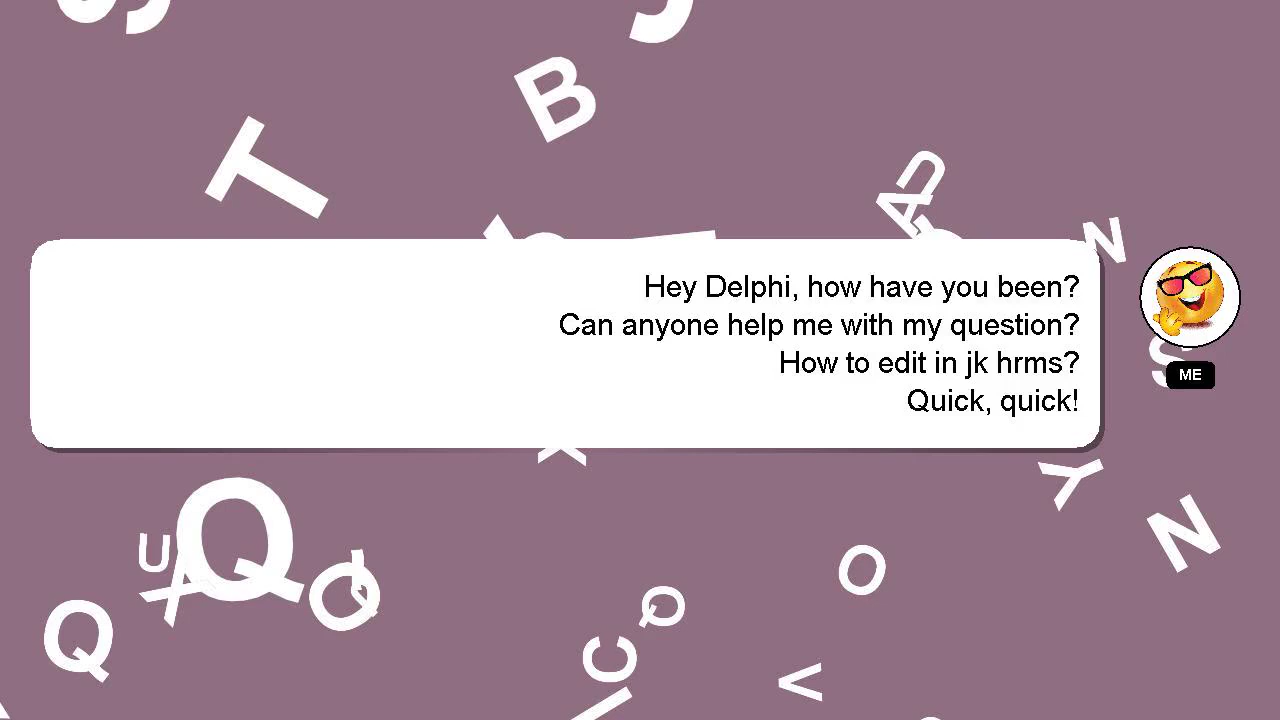 Hey Delphi, how have you been?
Can anyone help me with my question?
How to edit in jk hrms?
Quick, quick!
ME
T
B
A
N
S
Y
N
Q
U
Q
O
Q
C
V